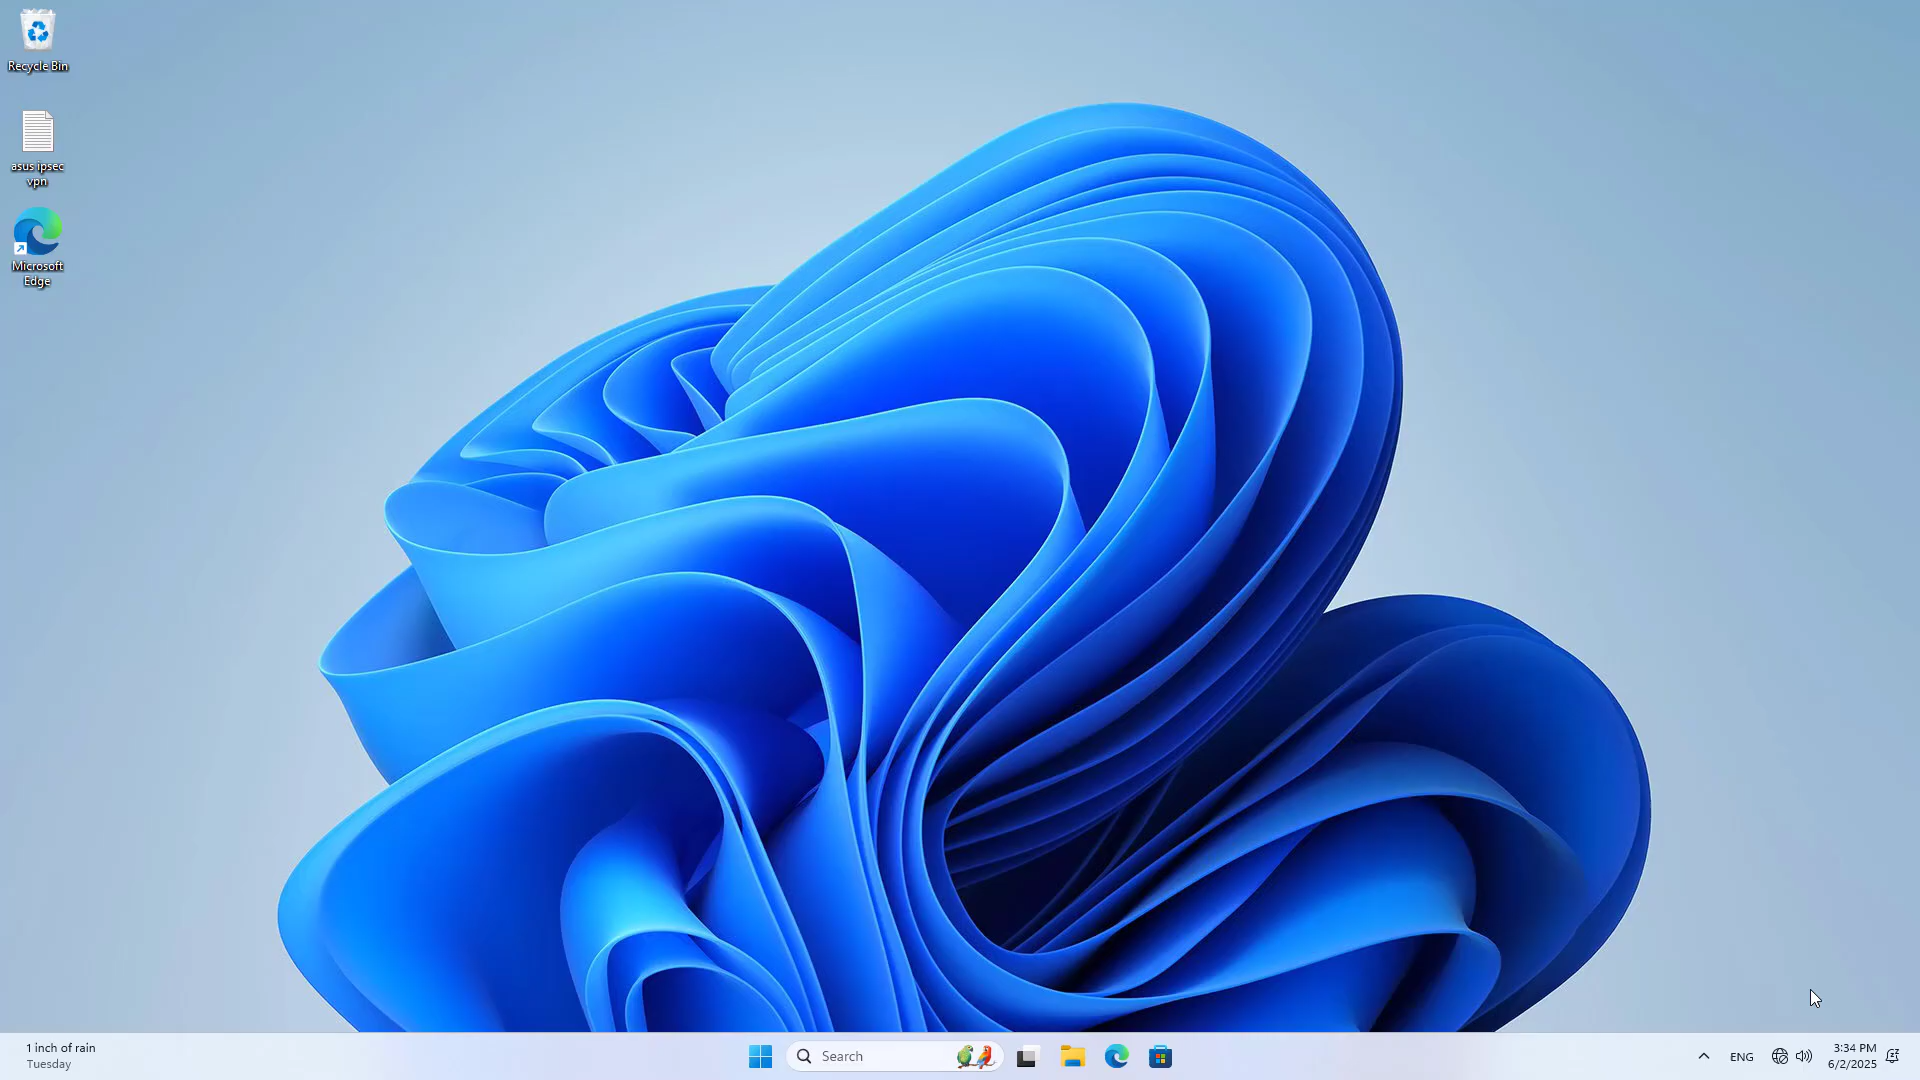 Recycle Bin
asus ipsec
vpn
Microsoft
Edge
1 inch of rain
Tuesday
Search
ENG
3:34 PM
6/2/2025